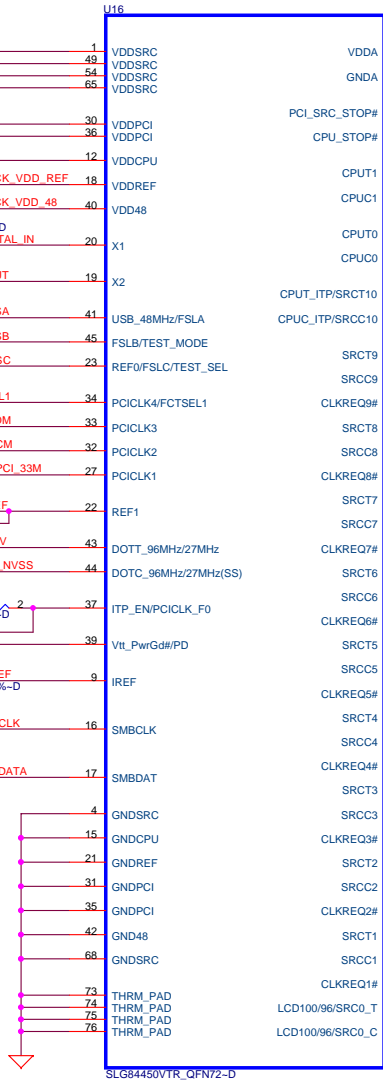 U16
1 VDDSRC VDDA
49 VDDSRC
54 VDDSRC GNDA
65 VDDSRC
PCI_SRC_STOP#
30 VDDPCI
36 VDDPCI CPU_STOP#
12 VDDCPU
CPUT1
CK_VDD_REF 18 VDDREF
CPUC1
CK_VDD_48 40 VDD48
CPUT0
TAL_IN 20 X1
CPUC0
UT 19 X2
CPUT_ITP/SRCT10
SA 41 USB_48MHz/FSLA CPUC_ITP/SRCC10
SB 45 FSLB/TEST_MODE
SRCT9
SC 23 REF0/FSLC/TEST_SEL
SRCC9
L1 34 PCICLK4/FCTSEL1 CLKREQ9#
M 33 PCICLK3 SRCT8
CM 32 PCICLK2 SRCC8
PCI_33M 27 PCICLK1 CLKREQ8#
SRCT7
F 22 REF1
SRCC7
V 43 DOTT_96MHz/27MHz CLKREQ7#
_NVSS 44 DOTC_96MHz/27MHz(SS) SRCT6
SRCC6
2 37 ITP_EN/PCICLK_F0
~D
CLKREQ6#
39 Vtt_PwrGd#/PD SRCT5
SRCC5
EF 9 IREF
%~D
CLKREQ5#
SRCT4
CLK 16 SMBCLK
SRCC4
CLKREQ4#
DATA 17 SMBDAT
SRCT3
4 GNDSRC SRCC3
15 GNDCPU CLKREQ3#
21 GNDREF SRCT2
31 GNDPCI SRCC2
35 GNDPCI CLKREQ2#
42 GND48 SRCT1
68 GNDSRC SRCC1
CLKREQ1#
73 THRM_PAD
74 THRM_PAD LCD100/96/SRC0_T
75 THRM_PAD
76 THRM_PAD LCD100/96/SRC0_C
SLG84450VTR_QFN72~D